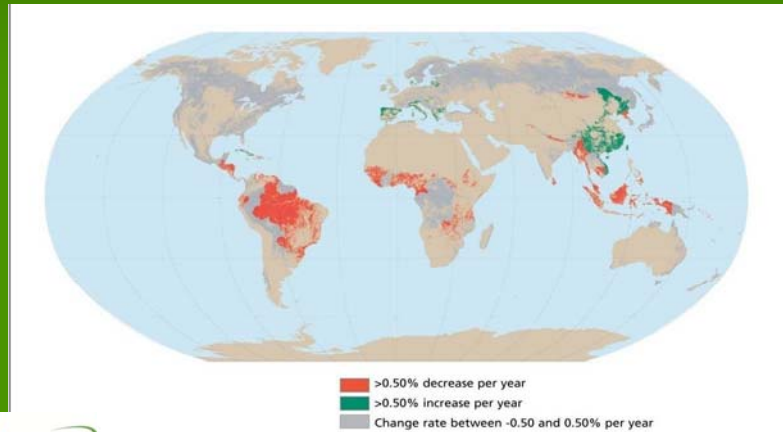 >0.50% decrease per year
>0.50% increase per year
Change rate between -0.50 and 0.50% per year